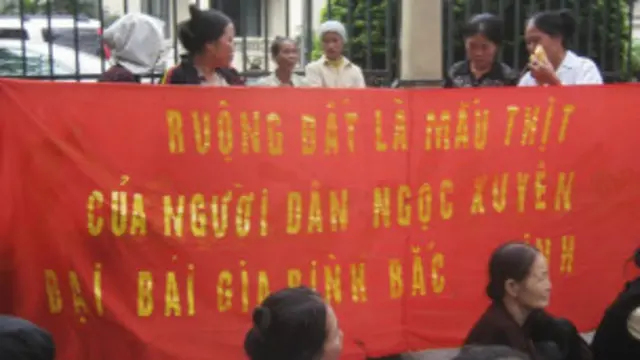 RUỘNG ĐẤT LÀ MÁU THỊT
CỦA NGƯỜI DÂN NGỌC XUYÊN
ĐẠI BÁI GIA BÌNH BẮC